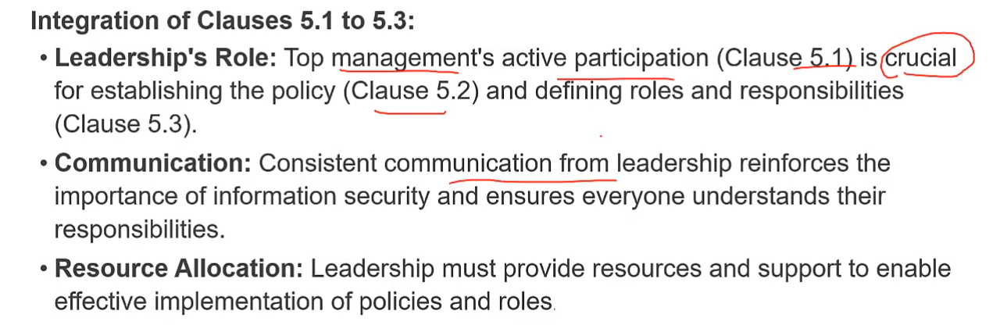 Integration of Clauses 5.1 to 5.3:
• Leadership's Role: Top management's active participation (Clause 5.1) is crucial
for establishing the policy (Clause 5.2) and defining roles and responsibilities
(Clause 5.3).
• Communication: Consistent communication from leadership reinforces the
importance of information security and ensures everyone understands their
responsibilities.
• Resource Allocation: Leadership must provide resources and support to enable
effective implementation of policies and roles.